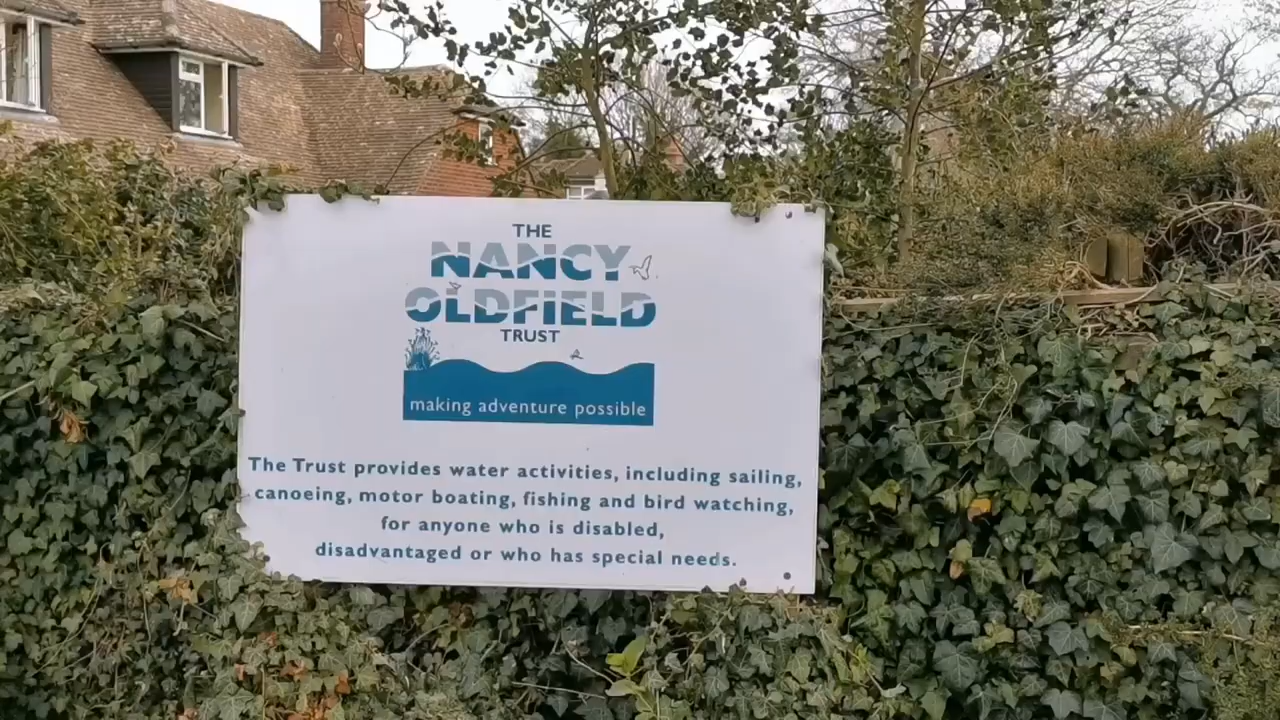 THE
NANCY
OLDFIELD
TRUST
making adventure possible
The Trust provides water activities, including sailing,
canoeing, motor boating, fishing and bird watching,
for anyone who is disabled,
disadvantaged or who has special needs.